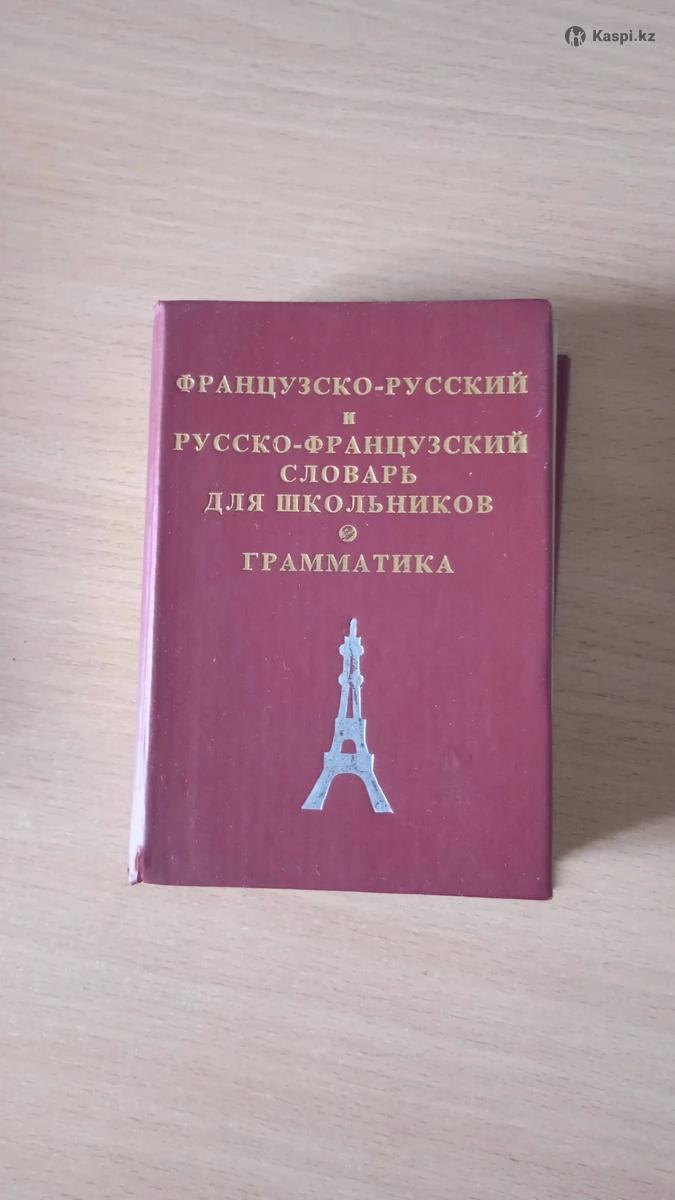 Kaspi.kz
ФРАНЦУЗСКО-РУССКИЙ
и
РУССКО-ФРАНЦУЗСКИЙ
СЛОВАРЬ
ДЛЯ ШКОЛЬНИКОВ
ГРАММАТИКА